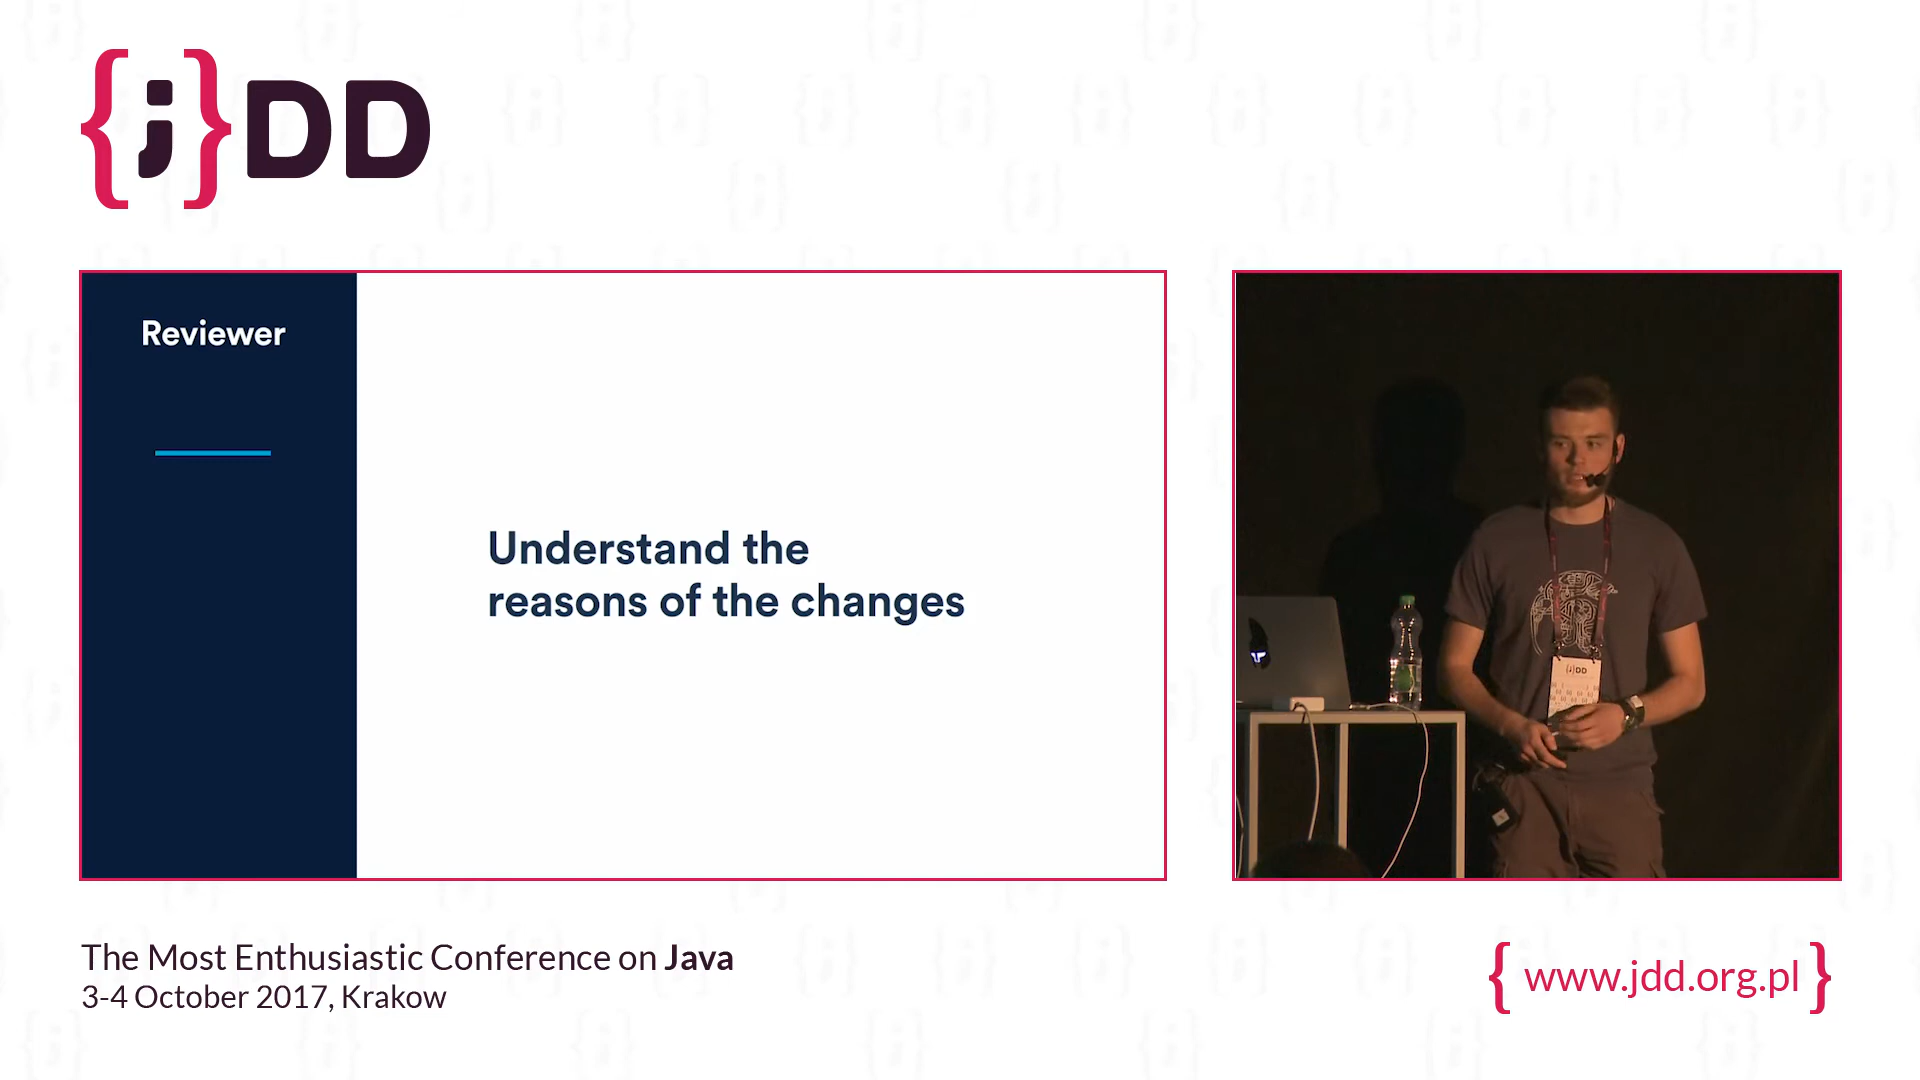 {;}DD
Reviewer
Understand the
reasons of the changes
{;}DD
The Most Enthusiastic Conference on Java
3-4 October 2017, Krakow
{ www.jdd.org.pl }